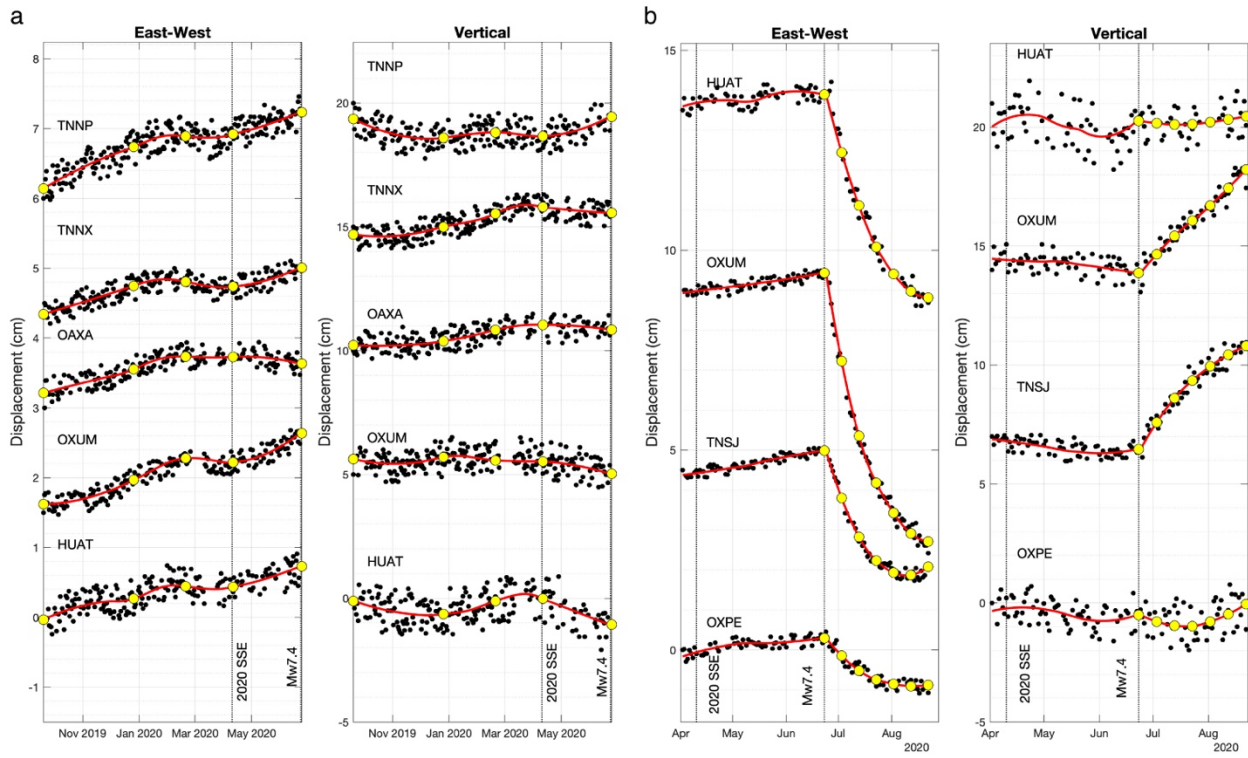 a
East-West
Displacement (cm)
8
7
6
5
4
3
2
1
0
-1
TNNP
TNNX
OAXA
OXUM
HUAT
2020 SSE
Mw7.4
Nov 2019
Jan 2020
Mar 2020
May 2020
Vertical
Displacement (cm)
20
15
10
5
0
-5
TNNP
TNNX
OAXA
OXUM
HUAT
2020 SSE
Mw7.4
Nov 2019
Jan 2020
Mar 2020
May 2020
b
East-West
Displacement (cm)
15
10
5
0
HUAT
OXUM
TNSJ
OXPE
2020 SSE
Mw7.4
Apr
May
Jun
Jul
Aug
2020
Vertical
Displacement (cm)
20
15
10
5
0
-5
HUAT
OXUM
TNSJ
OXPE
2020 SSE
Mw7.4
Apr
May
Jun
Jul
Aug
2020